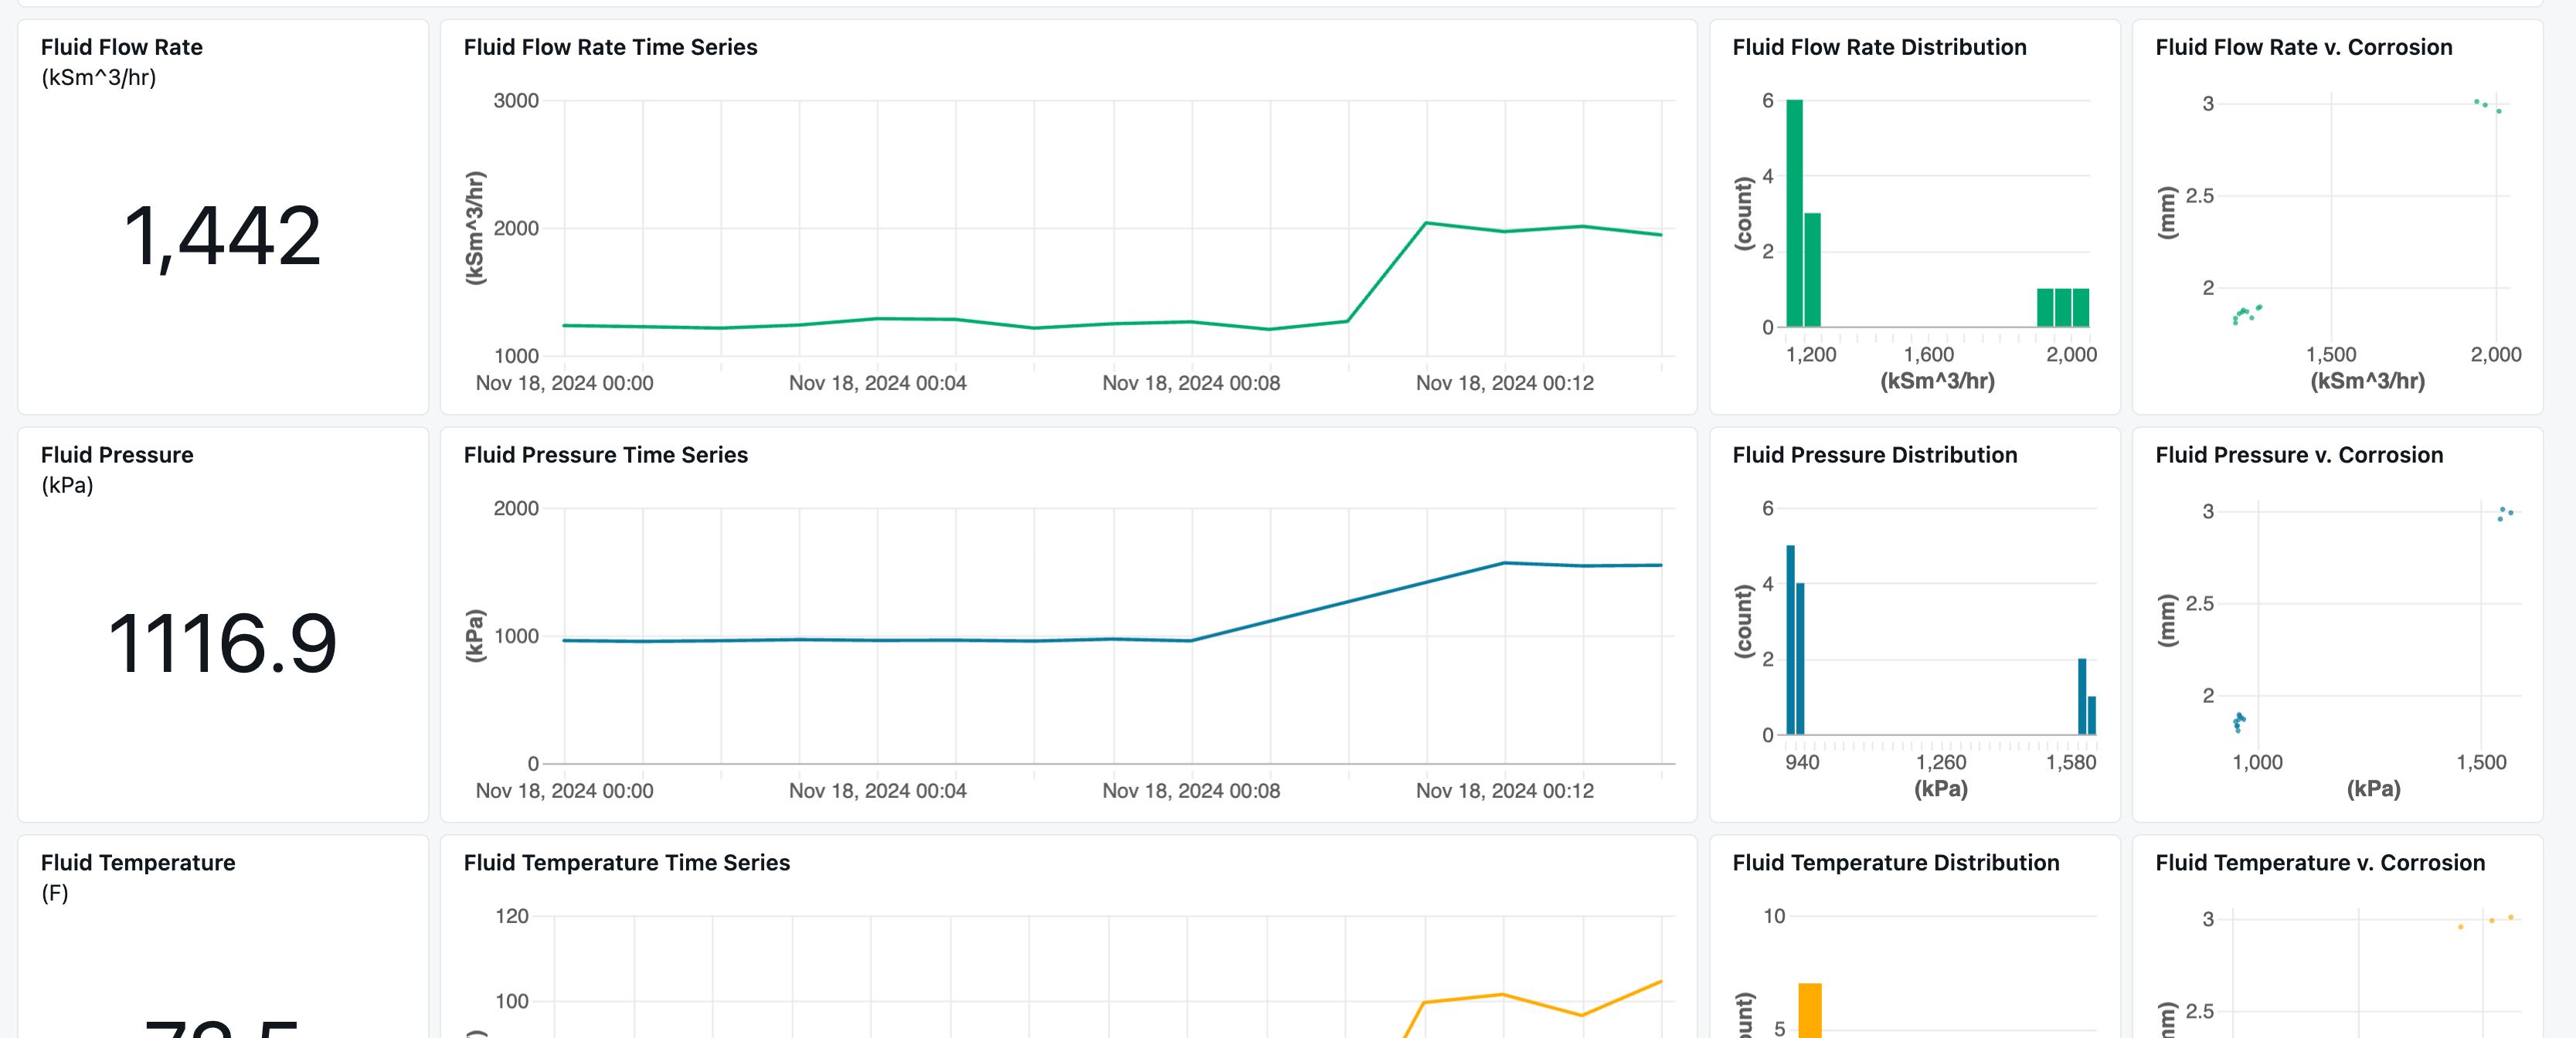 Fluid Flow Rate
(kSm^3/hr)
1,442
Fluid Flow Rate Time Series
3000
2000
1000
(kSm^3/hr)
Nov 18, 2024 00:00 Nov 18, 2024 00:04 Nov 18, 2024 00:08 Nov 18, 2024 00:12
Fluid Flow Rate Distribution
6
4
2
0
(count)
1,200 1,600 2,000
(kSm^3/hr)
Fluid Flow Rate v. Corrosion
3
2.5
2
(mm)
1,500 2,000
(kSm^3/hr)
Fluid Pressure
(kPa)
1116.9
Fluid Pressure Time Series
2000
1000
0
(kPa)
Nov 18, 2024 00:00 Nov 18, 2024 00:04 Nov 18, 2024 00:08 Nov 18, 2024 00:12
Fluid Pressure Distribution
6
4
2
0
(count)
940 1,260 1,580
(kPa)
Fluid Pressure v. Corrosion
3
2.5
2
(mm)
1,000 1,500
(kPa)
Fluid Temperature
(F)
Fluid Temperature Time Series
120
100
Fluid Temperature Distribution
10
5
Fluid Temperature v. Corrosion
3
2.5